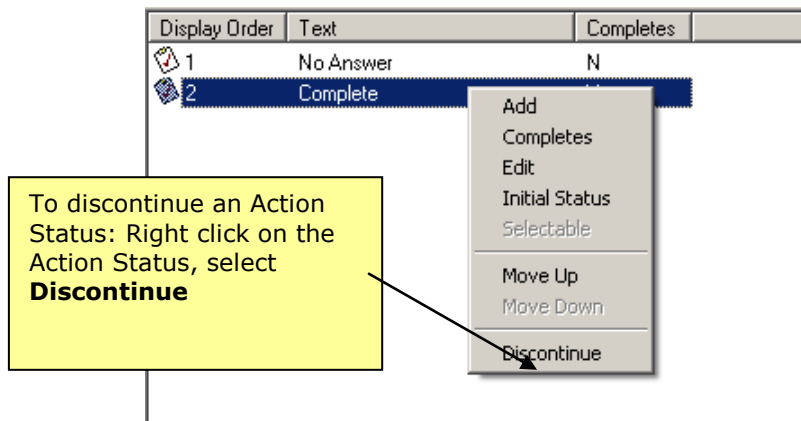 Display Order Text Completes
1 No Answer N
2 Complete
Add
Completes
Edit
Initial Status
Selectable
Move Up
Move Down
Discontinue
To discontinue an Action
Status: Right click on the
Action Status, select
Discontinue